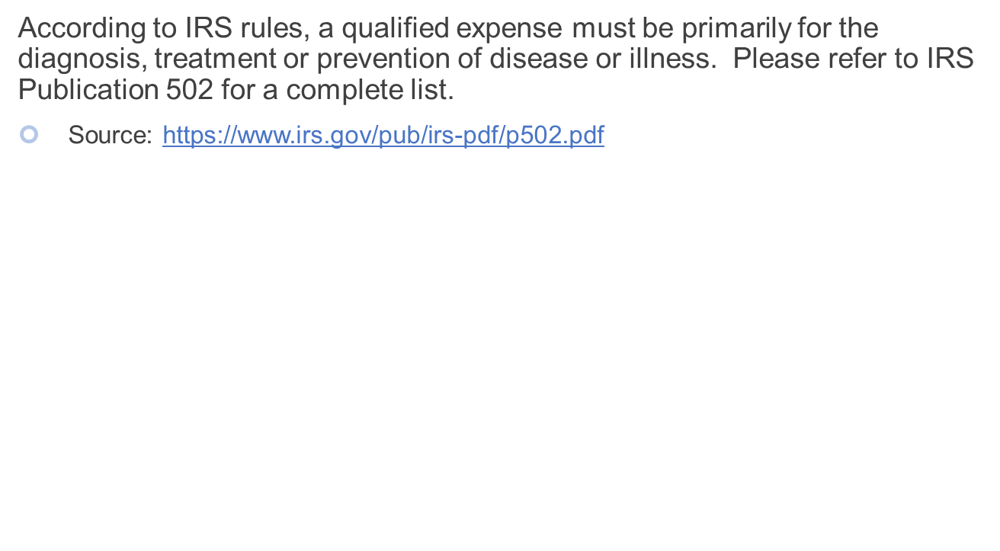 According to IRS rules, a qualified expense must be primarily for the
diagnosis, treatment or prevention of disease or illness.  Please refer to IRS
Publication 502 for a complete list.
Source: https://www.irs.gov/pub/irs-pdf/p502.pdf